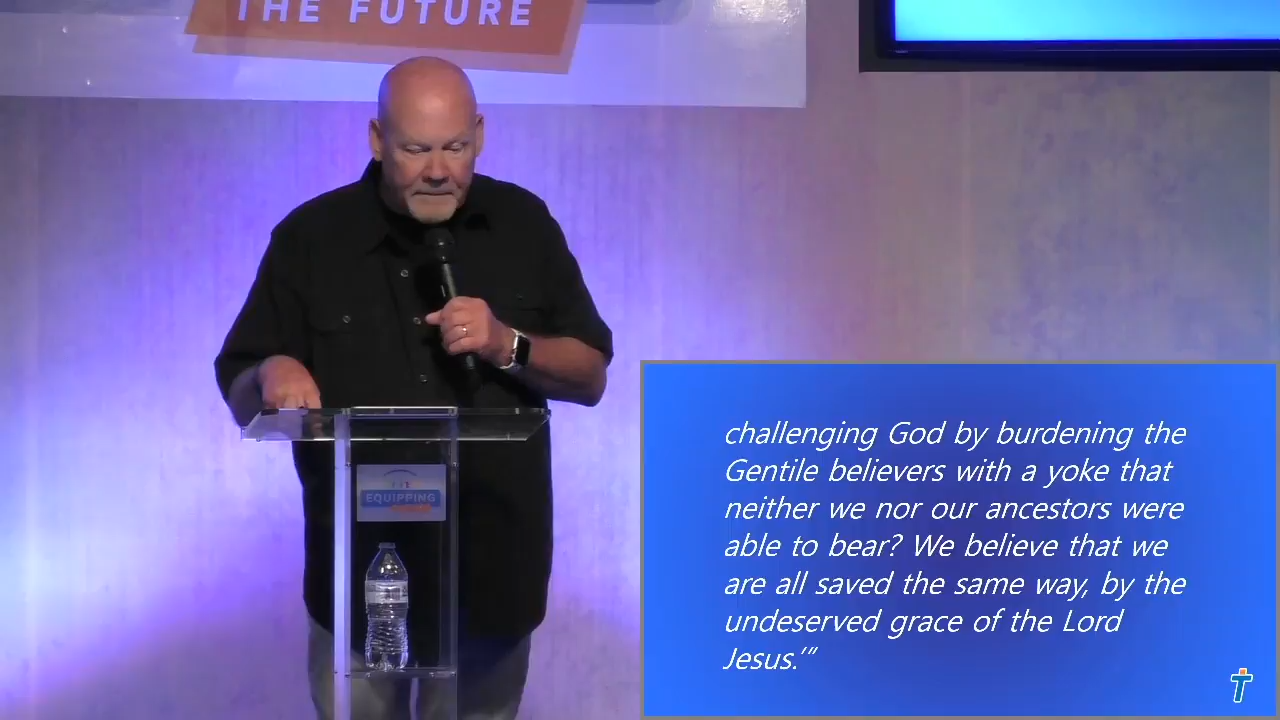 THE FUTURE
EQUIPPING
challenging God by burdening the
Gentile believers with a yoke that
neither we nor our ancestors were
able to bear? We believe that we
are all saved the same way, by the
undeserved grace of the Lord
Jesus.'"